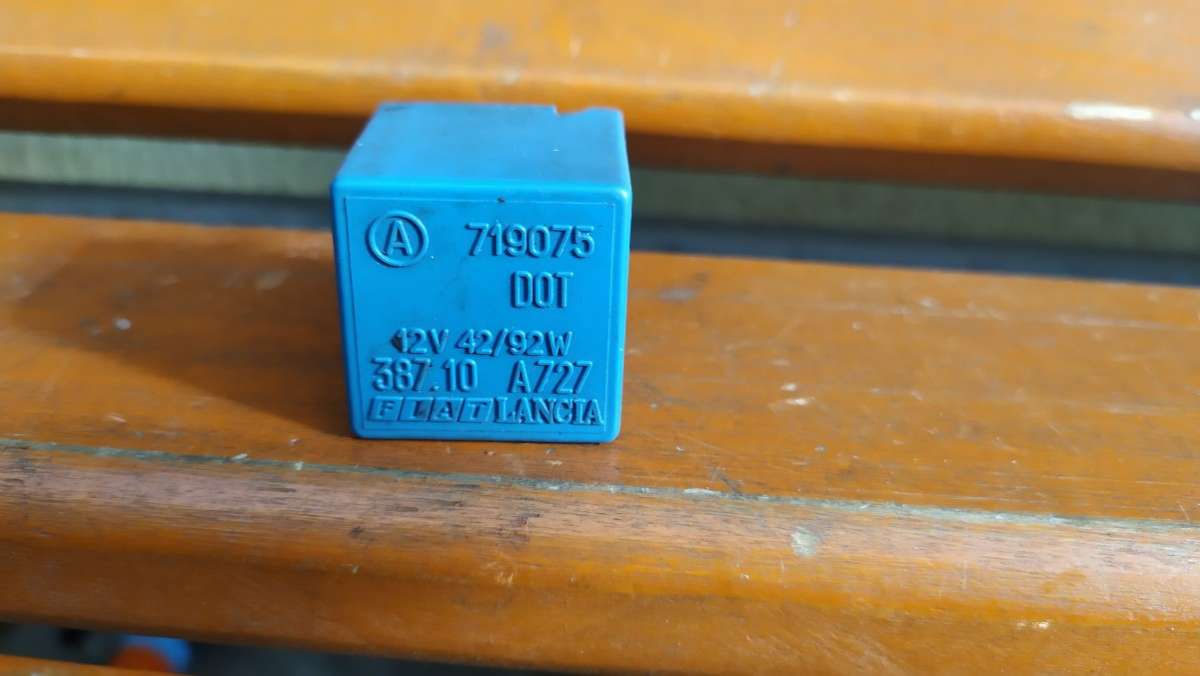 A 719075
DOT
12V 42/92W
387.10 A727
FIAT LANCIA